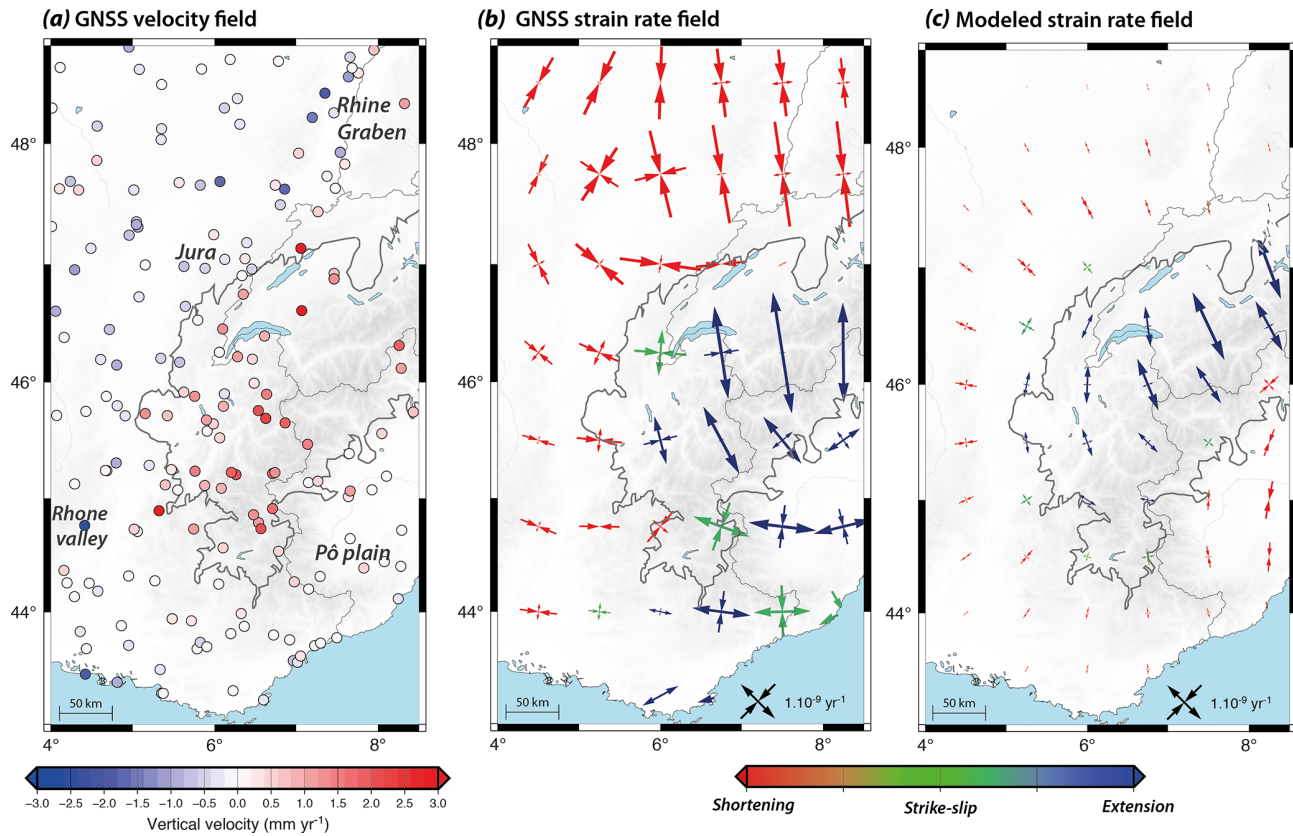 (a) GNSS velocity field
(b) GNSS strain rate field
(c) Modeled strain rate field
Rhine
Graben
Jura
Rhone
valley
Pô plain
48°
46°
44°
50 km
4°
6°
8°
48°
46°
44°
50 km
1.10-9 yr-1
4°
6°
8°
48°
46°
44°
50 km
1.10-9 yr-1
4°
6°
8°
−3.0 −2.5 −2.0 −1.5 −1.0 −0.5 0.0 0.5 1.0 1.5 2.0 2.5 3.0
Vertical velocity (mm yr-1)
Shortening
Strike-slip
Extension